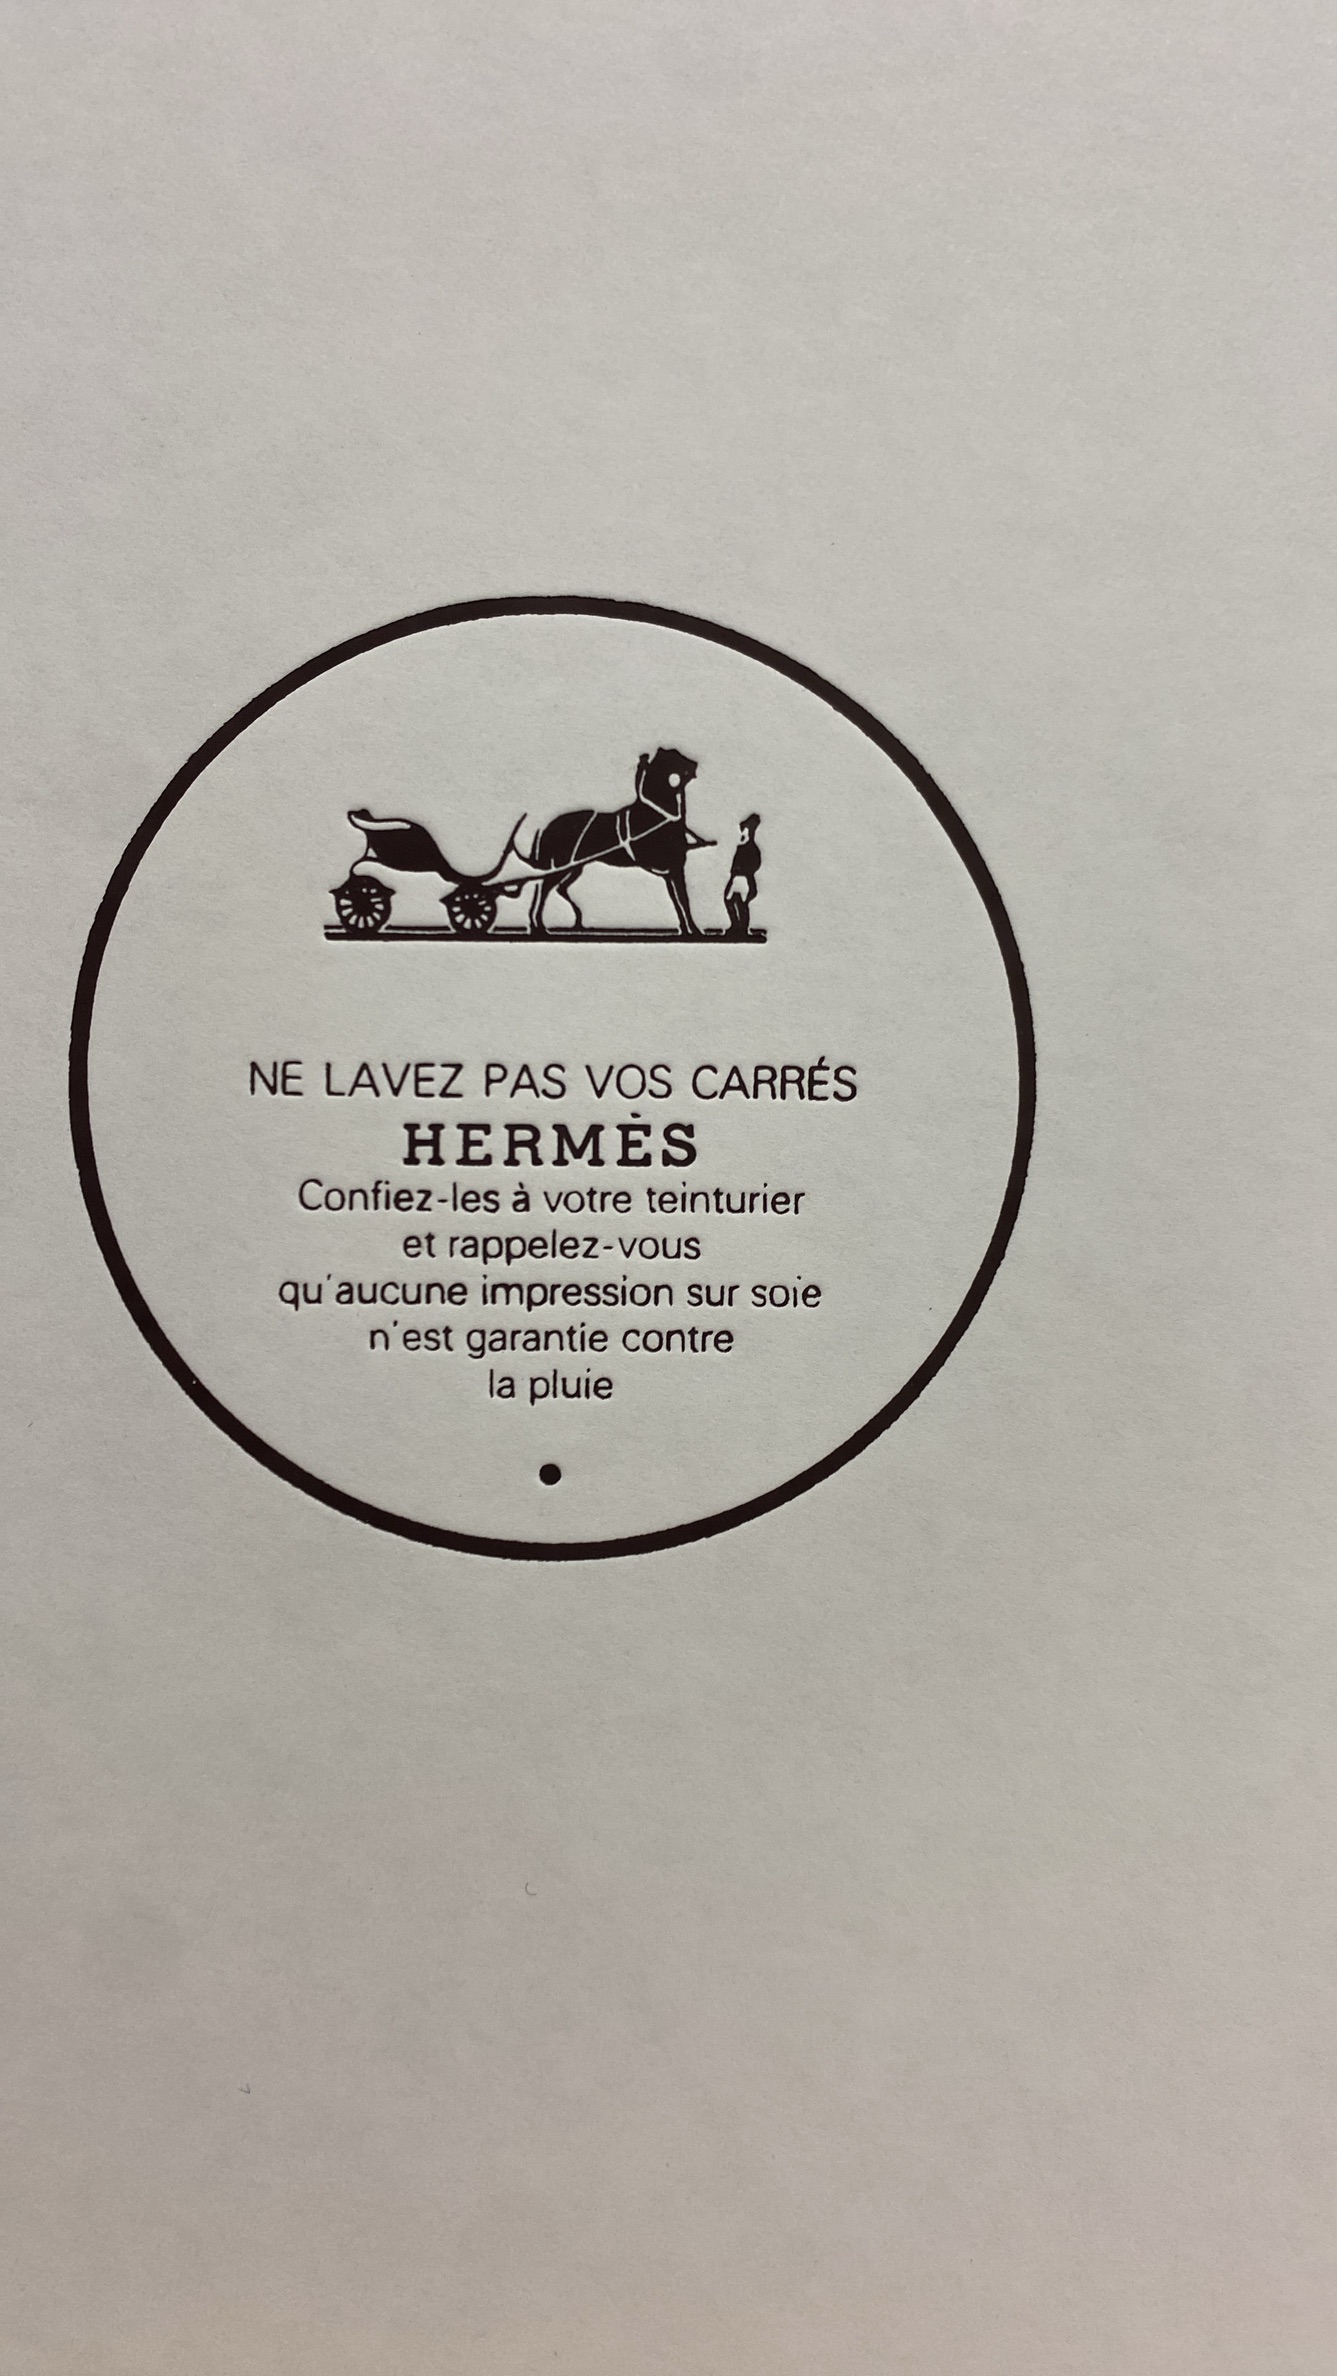 NE LAVEZ PAS VOS CARRÉS
HERMÈS
Confiez-les à votre teinturier
et rappelez-vous
qu'aucune impression sur soie
n'est garantie contre
la pluie